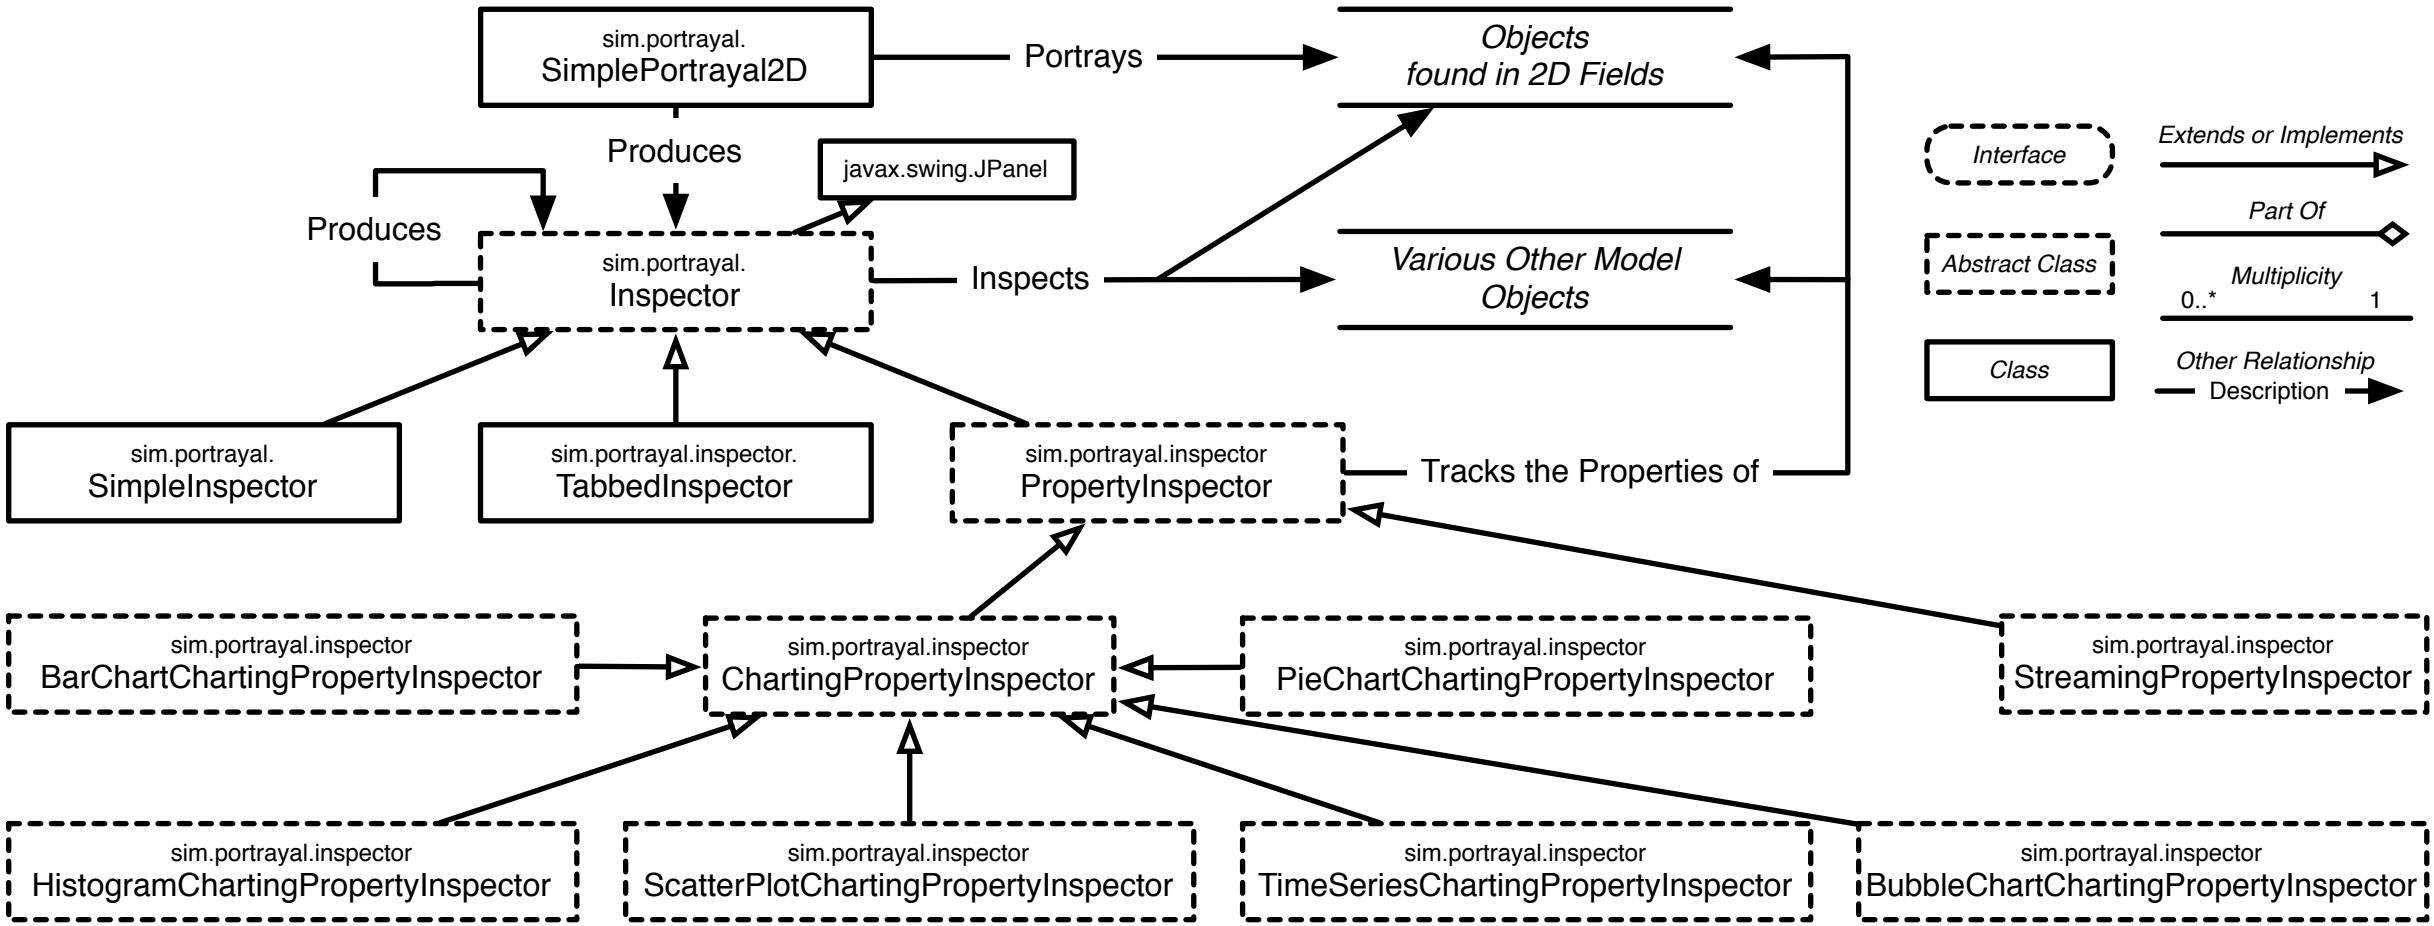 sim.portrayal.
SimplePortrayal2D
Portrays
Objects
found in 2D Fields
Produces
javax.swing.JPanel
Produces
sim.portrayal.
Inspector
Inspects
Various Other Model
Objects
Interface
Extends or Implements
Part Of
Abstract Class
Multiplicity
0..* 1
Class
Other Relationship
Description
sim.portrayal.
SimpleInspector
sim.portrayal.inspector.
TabbedInspector
sim.portrayal.inspector
PropertyInspector
Tracks the Properties of
sim.portrayal.inspector
BarChartChartingPropertyInspector
sim.portrayal.inspector
ChartingPropertyInspector
sim.portrayal.inspector
PieChartChartingPropertyInspector
sim.portrayal.inspector
StreamingPropertyInspector
sim.portrayal.inspector
HistogramChartingPropertyInspector
sim.portrayal.inspector
ScatterPlotChartingPropertyInspector
sim.portrayal.inspector
TimeSeriesChartingPropertyInspector
sim.portrayal.inspector
BubbleChartChartingPropertyInspector